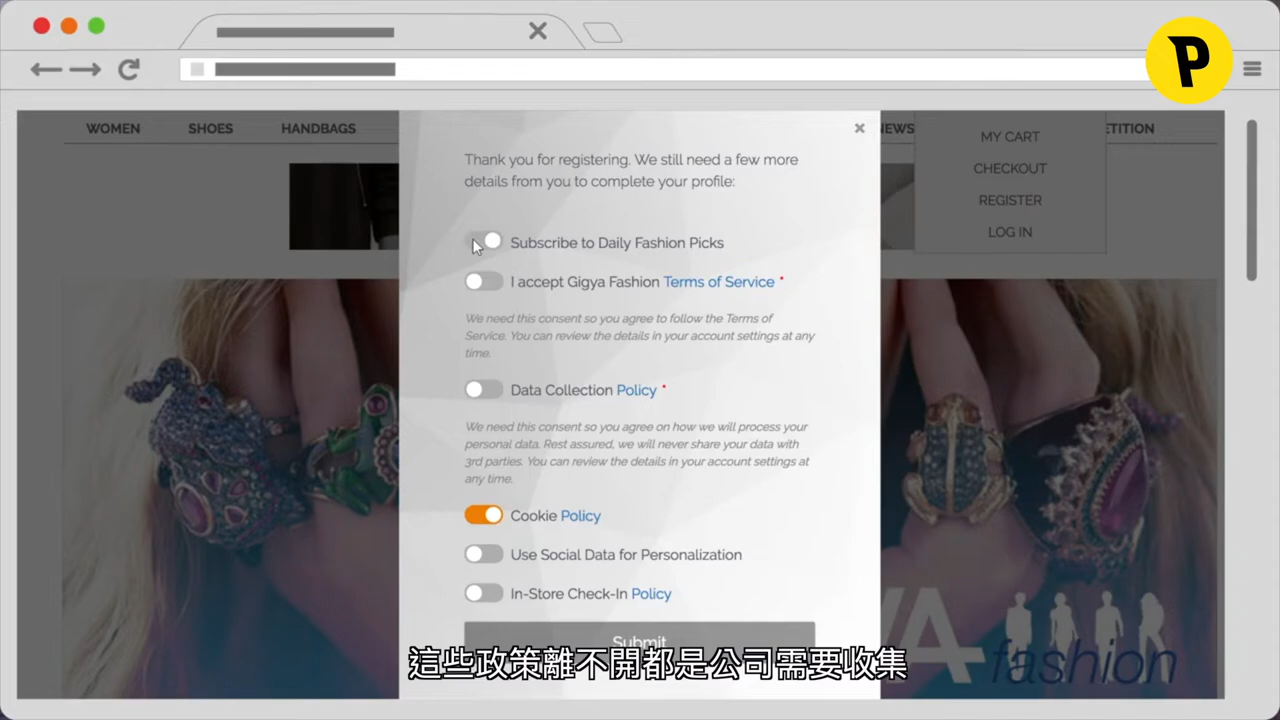 P
WOMEN SHOES HANDBAGS NEWS ETITION
MY CART
CHECKOUT
REGISTER
LOG IN
Thank you for registering. We still need a few more
details from you to complete your profile:
Subscribe to Daily Fashion Picks
I accept Gigya Fashion Terms of Service *
We need this consent so you agree to follow the Terms of
Service. You can review the details in your account settings at any
time.
Data Collection Policy *
We need this consent so you agree on how we will process your
personal data. Rest assured, we will never share your data with
3rd parties. You can review the details in your account settings at
any time.
Cookie Policy
Use Social Data for Personalization
In-Store Check-In Policy
Submit
YA
fashion
這些政策離不開都是公司需要收集